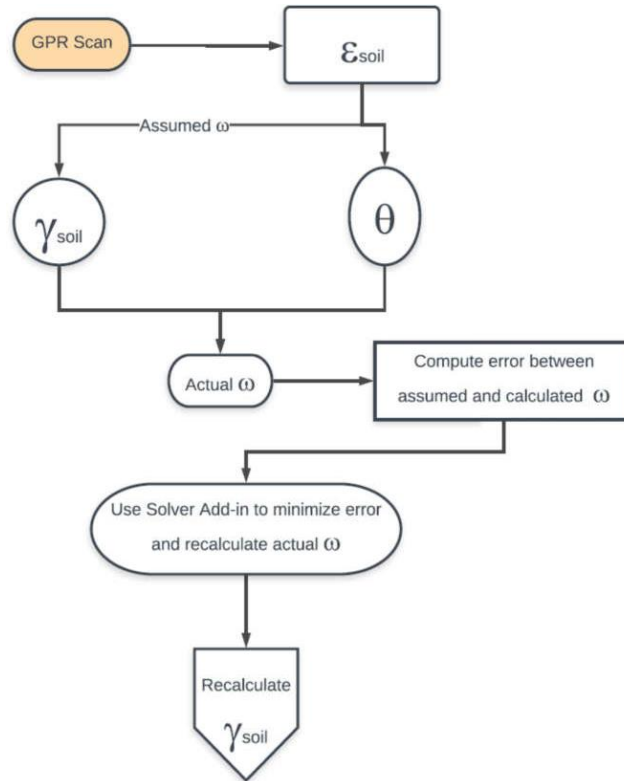 GPR Scan
εsoil
Assumed ω
γsoil
θ
Actual ω
Compute error between
assumed and calculated ω
Use Solver Add-in to minimize error
and recalculate actual ω
Recalculate
γsoil